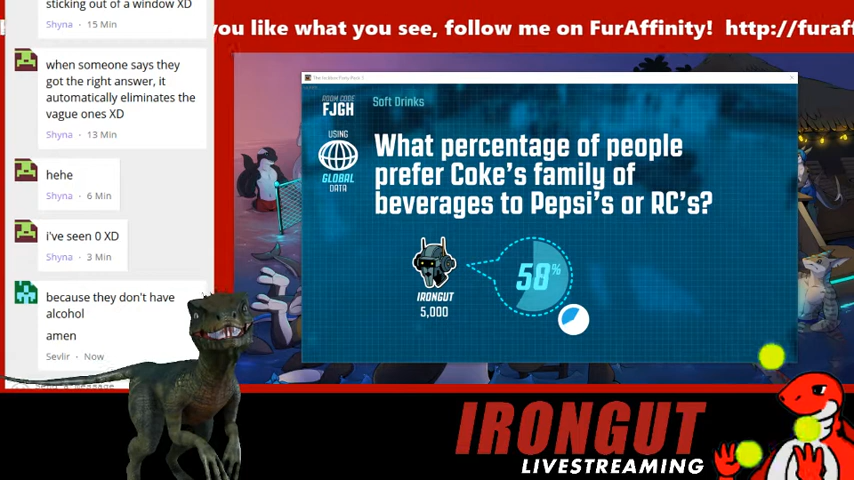 sticking out of a window XD
Shyna · 15 Min
when someone says they
got the right answer, it
automatically eliminates the
vague ones XD
Shyna · 13 Min
hehe
Shyna · 6 Min
i've seen 0 XD
Shyna · 3 Min
because they don't have
alcohol
amen
Sevlir · Now
you like what you see, follow me on FurAffinity! http://furaff
ROOM CODE
FJGH
Soft Drinks
USING
GLOBAL
DATA
What percentage of people
prefer Coke's family of
beverages to Pepsi's or RC's?
58%
IRONGUT
5,000
IRONGUT
LIVESTREAMING